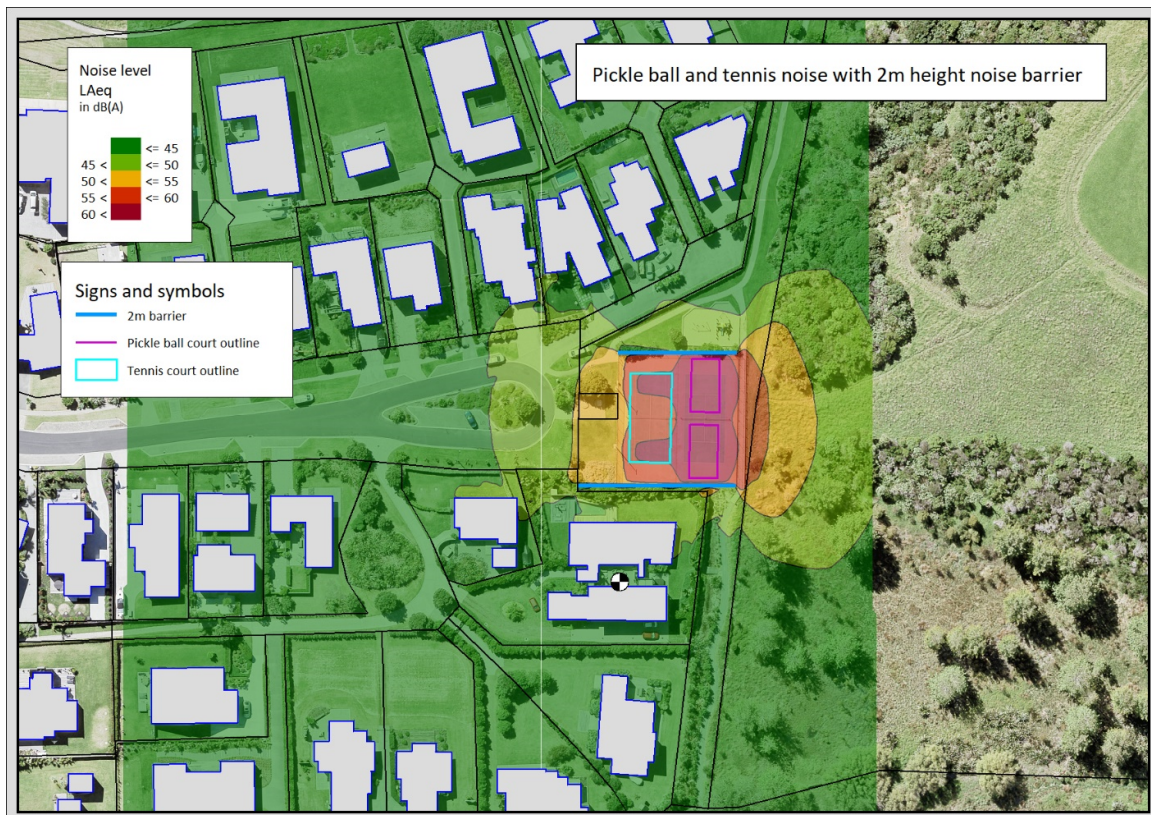 Pickle ball and tennis noise with 2m height noise barrier
Noise level
LAeq
in dB(A)
<= 45
45 < <= 50
50 < <= 55
55 < <= 60
60 <
Signs and symbols
2m barrier
Pickle ball court outline
Tennis court outline